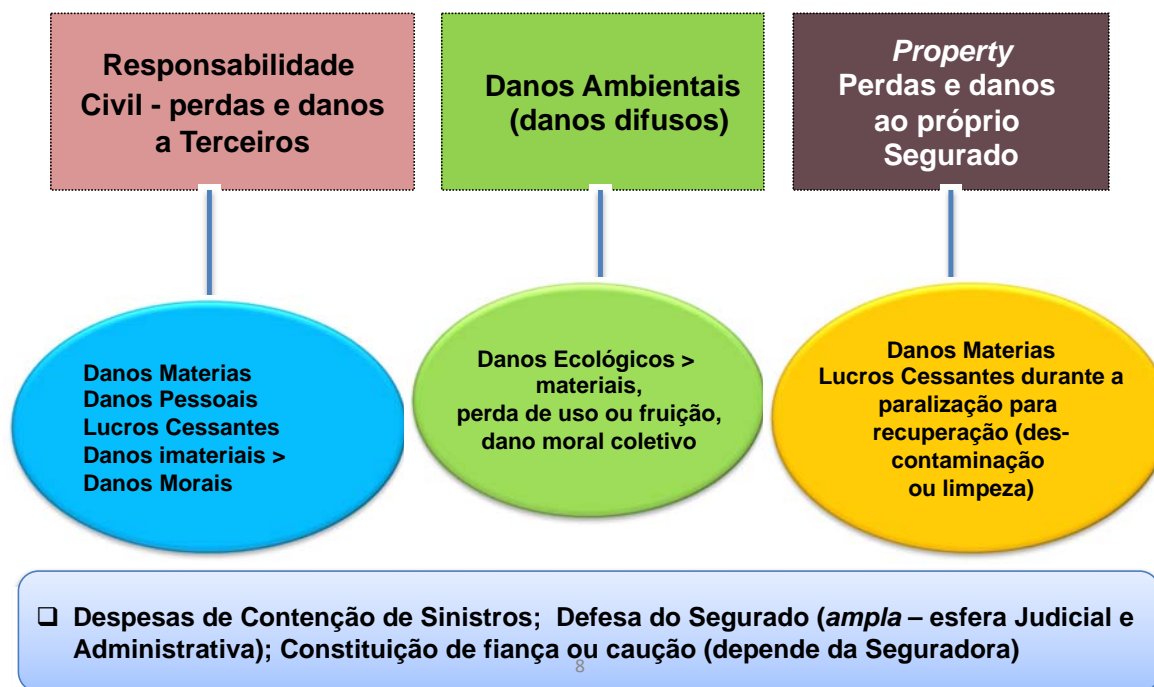 Responsabilidade
Civil - perdas e danos
a Terceiros
Danos Ambientais
(danos difusos)
Property
Perdas e danos
ao próprio
Segurado
Danos Materias
Danos Pessoais
Lucros Cessantes
Danos imateriais >
Danos Morais
Danos Ecológicos >
materiais,
perda de uso ou fruição,
dano moral coletivo
Danos Materias
Lucros Cessantes durante a
paralização para
recuperação (des-
contaminação
ou limpeza)
❑ Despesas de Contenção de Sinistros; Defesa do Segurado (ampla – esfera Judicial e
Administrativa); Constituição de fiança ou caução (depende da Seguradora)
8